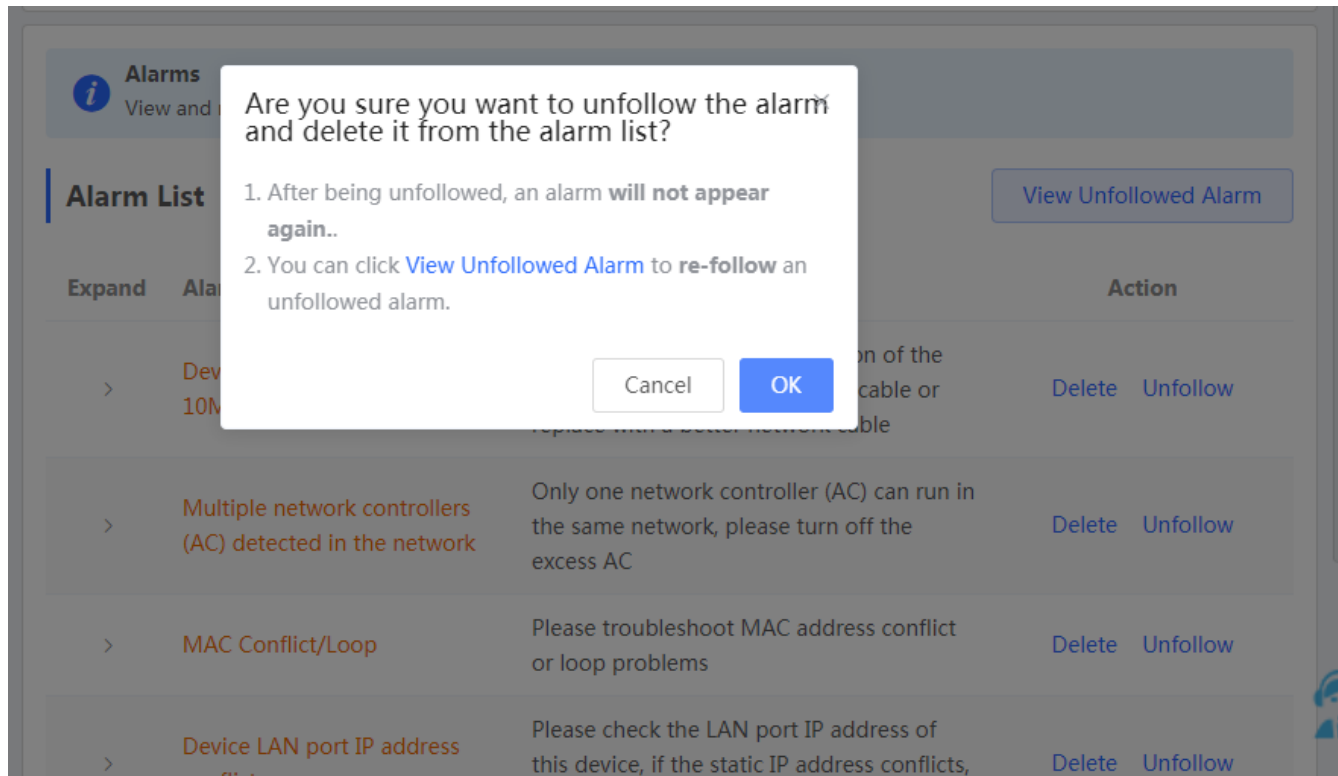 Alarms
View and
Are you sure you want to unfollow the alarm
and delete it from the alarm list?
1. After being unfollowed, an alarm will not appear
again..
2. You can click View Unfollowed Alarm to re-follow an
unfollowed alarm.
Cancel OK
Alarm List
View Unfollowed Alarm
Expand Action
on of the
cable or
replace with a better network cable
Delete Unfollow
Multiple network controllers
(AC) detected in the network
Only one network controller (AC) can run in
the same network, please turn off the
excess AC
Delete Unfollow
MAC Conflict/Loop
Please troubleshoot MAC address conflict
or loop problems
Delete Unfollow
Device LAN port IP address
Please check the LAN port IP address of
this device, if the static IP address conflicts,
Delete Unfollow